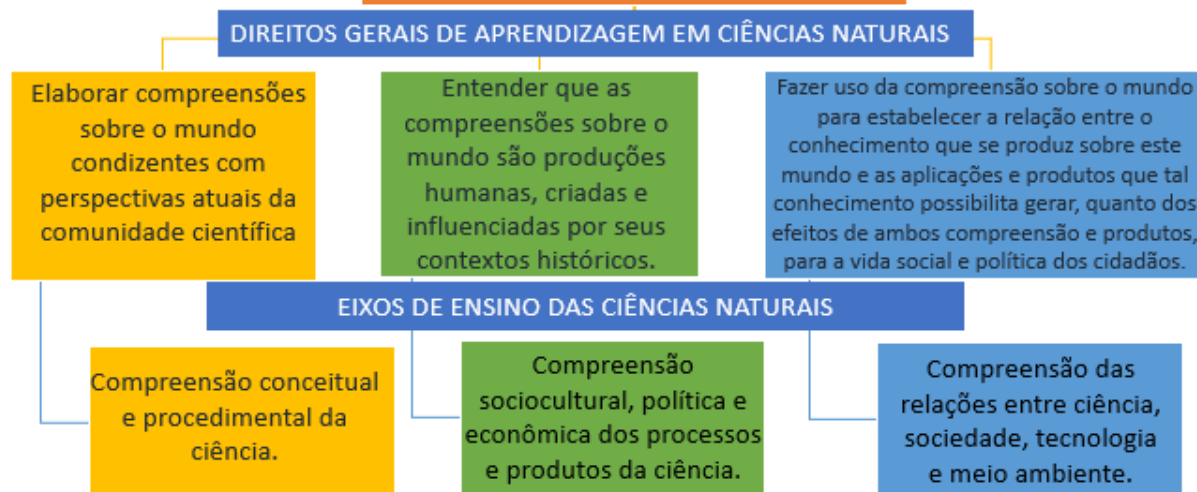 DIREITOS GERAIS DE APRENDIZAGEM EM CIÊNCIAS NATURAIS
Elaborar compreensões
sobre o mundo
condizentes com
perspectivas atuais da
comunidade científica
Entender que as
compreensões sobre o
mundo são produções
humanas, criadas e
influenciadas por seus
contextos históricos.
Fazer uso da compreensão sobre o mundo
para estabelecer a relação entre o
conhecimento que se produz sobre este
mundo e as aplicações e produtos que tal
conhecimento possibilita gerar, quanto dos
efeitos de ambos compreensão e produtos,
para a vida social e política dos cidadãos.
EIXOS DE ENSINO DAS CIÊNCIAS NATURAIS
Compreensão conceitual
e procedimental da
ciência.
Compreensão
sociocultural, política e
econômica dos processos
e produtos da ciência.
Compreensão das
relações entre ciência,
sociedade, tecnologia
e meio ambiente.